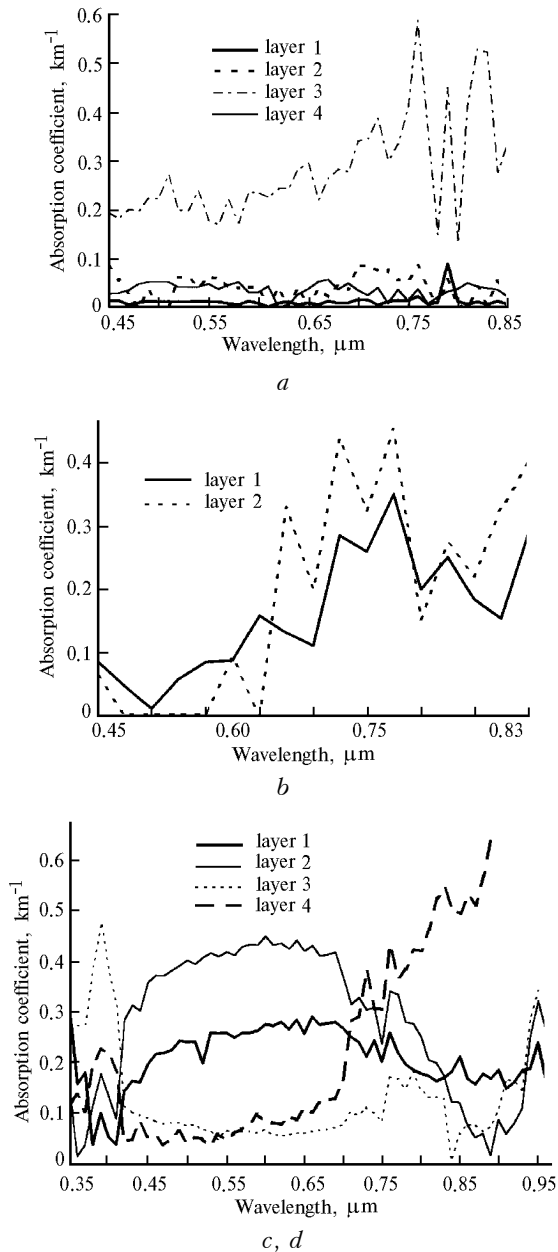 0.6
0.5
0.4
0.3
0.2
0.1
0
Absorption coefficient, km-1
layer 1
layer 2
layer 3
layer 4
0.45 0.55 0.65 0.75 0.85
Wavelength, μm
a
0.4
0.3
0.2
0.1
0
Absorption coefficient, km-1
layer 1
layer 2
0.45 0.60 0.75 0.83
Wavelength, μm
b
0.6
0.5
0.4
0.3
0.2
0.1
0
Absorption coefficient, km-1
layer 1
layer 2
layer 3
layer 4
0.35 0.45 0.55 0.65 0.75 0.85 0.95
Wavelength, μm
c, d